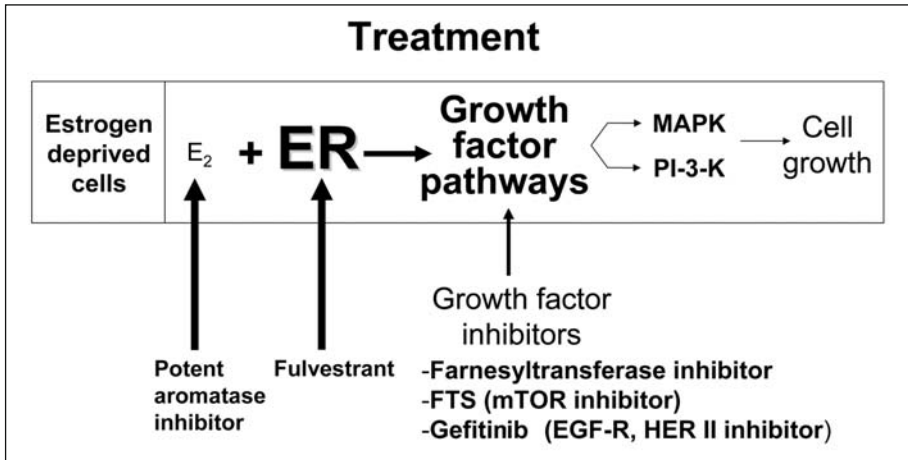 Treatment
Estrogen
deprived
cells
E₂ + ER
Growth
factor
pathways
MAPK
PI-3-K
Cell
growth
Potent
aromatase
inhibitor
Fulvestrant
Growth factor
inhibitors
-Farnesyltransferase inhibitor
-FTS (mTOR inhibitor)
-Gefitinib (EGF-R, HER II inhibitor)